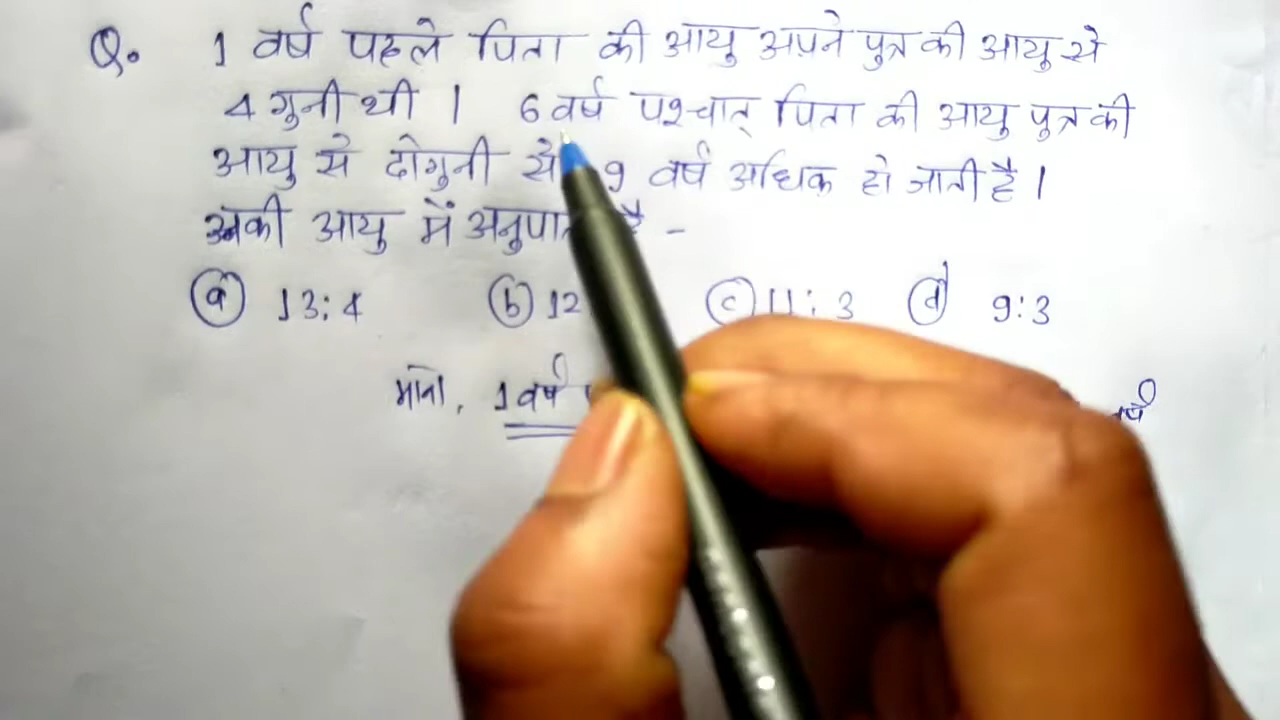 Q. 1 वर्ष पहले पिता की आयु अपने पुत्र की आयु से
4 गुनी थी । 6 वर्ष पश्चात् पिता की आयु पुत्र की
आयु से दोगुनी से 9 वर्ष अधिक हो जाती है ।
उनकी आयु में अनुपात है -
(a) 13:4 (b) 12 (c) 11:3 (d) 9:3
माना, 1 वर्ष वर्ष